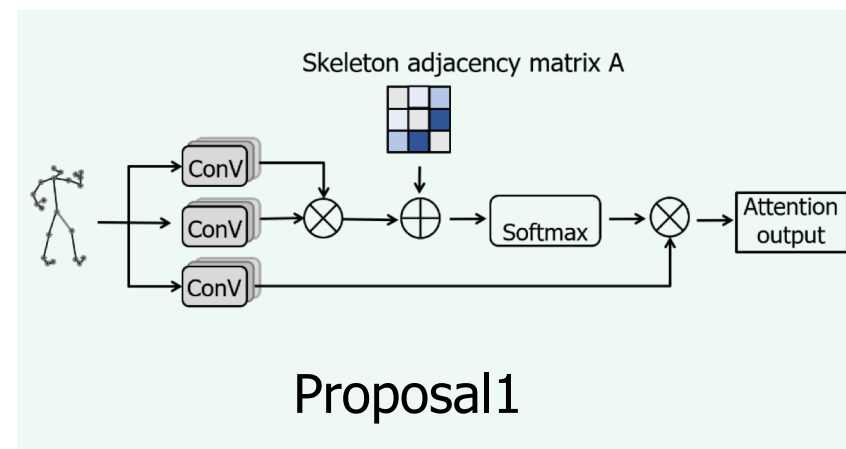 Skeleton adjacency matrix A
ConV
ConV
ConV
Softmax
Attention
output
Proposal1